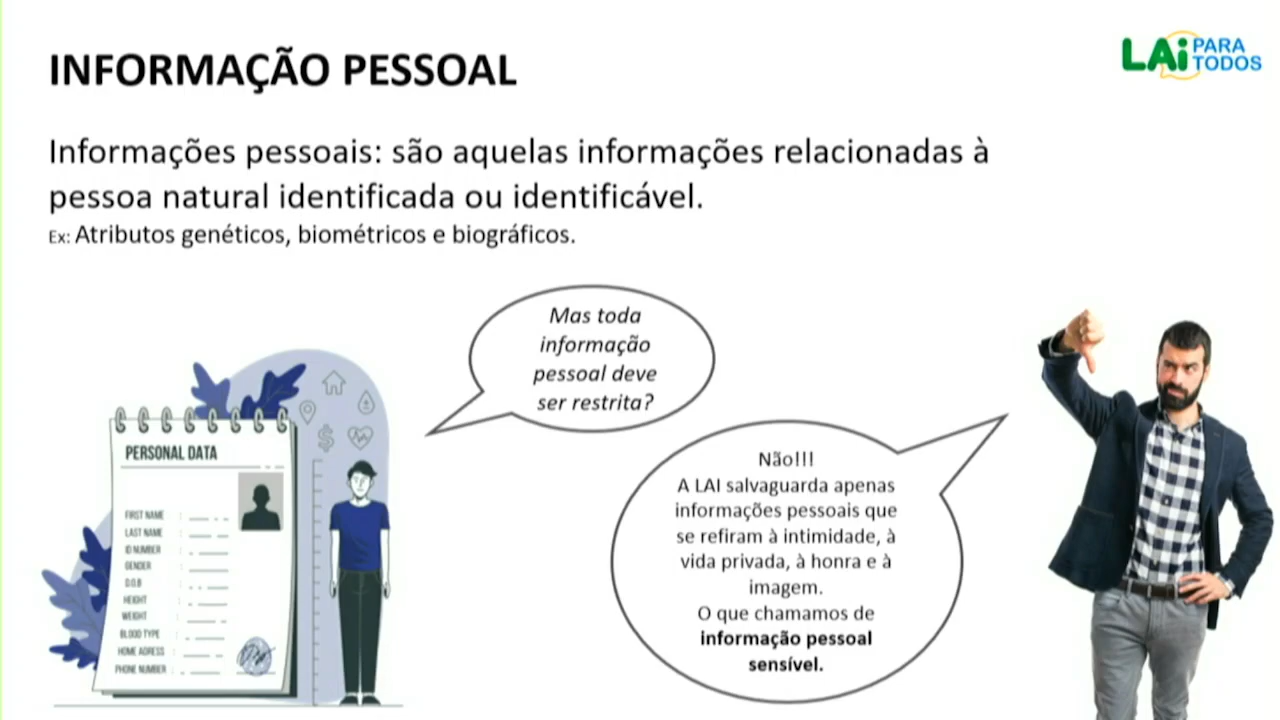 INFORMAÇÃO PESSOAL
LAi PARA
TODOS
Informações pessoais: são aquelas informações relacionadas à
pessoa natural identificada ou identificável.
Ex: Atributos genéticos, biométricos e biográficos.
Mas toda
informação
pessoal deve
ser restrita?
Não!!!
A LAI salvaguarda apenas
informações pessoais que
se refiram à intimidade, à
vida privada, à honra e à
imagem.
O que chamamos de
informação pessoal
sensível.
PERSONAL DATA
FIRST NAME
LAST NAME
ID NUMBER
GENDER
D.O.B
HEIGHT
WEIGHT
BLOOD TYPE
HOME ADRESS
PHONE NUMBER